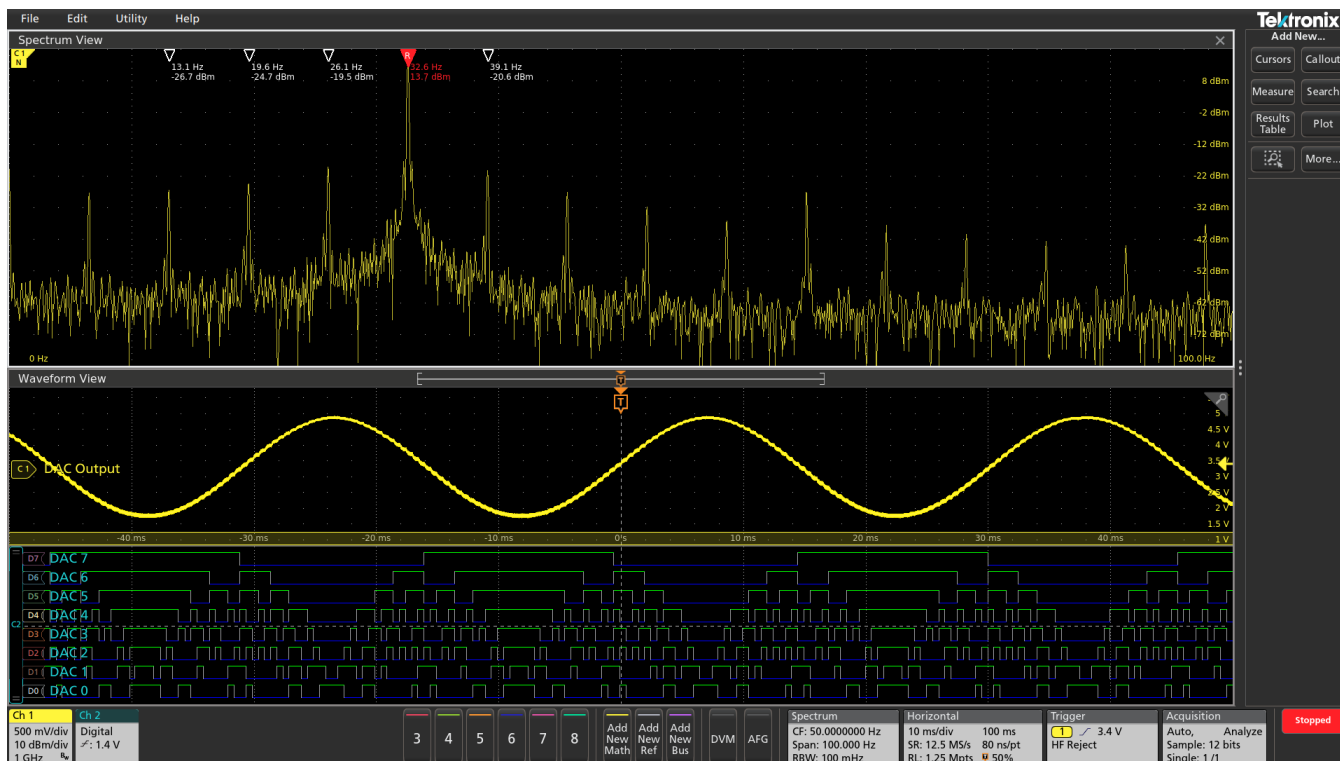 File Edit Utility Help
Tektronix
Add New...
Spectrum View
C 1
N
R
13.1 Hz
-26.7 dBm
19.6 Hz
-24.7 dBm
26.1 Hz
-19.5 dBm
32.6 Hz
13.7 dBm
39.1 Hz
-20.6 dBm
8 dBm
-2 dBm
-12 dBm
-22 dBm
-32 dBm
-42 dBm
-52 dBm
-62 dBm
-72 dBm
0 Hz
100.0 Hz
Cursors Callout
Measure Search
Results Table Plot
More...
Waveform View
T
T
5
4.5 V
4 V
3.5 V
3 V
2.5 V
2 V
1.5 V
1 V
C 1 DAC Output
-40 ms -30 ms -20 ms -10 ms 0 s 10 ms 20 ms 30 ms 40 ms
C2
D7 DAC 7
D6 DAC 6
D5 DAC 5
D4 DAC 4
D3 DAC 3
D2 DAC 2
D1 DAC 1
D0 DAC 0
Ch 1
500 mV/div
10 dBm/div
1 GHz Bw
Ch 2
Digital
: 1.4 V
3 4 5 6 7 8
Add New Math
Add New Ref
Add New Bus
DVM AFG
Spectrum
CF: 50.0000000 Hz
Span: 100.000 Hz
RBW: 100 mHz
Horizontal
10 ms/div 100 ms
SR: 12.5 MS/s 80 ns/pt
RL: 1.25 Mpts 50%
Trigger
1 3.4 V
HF Reject
Acquisition
Auto, Analyze
Sample: 12 bits
Single: 1 /1
Stopped